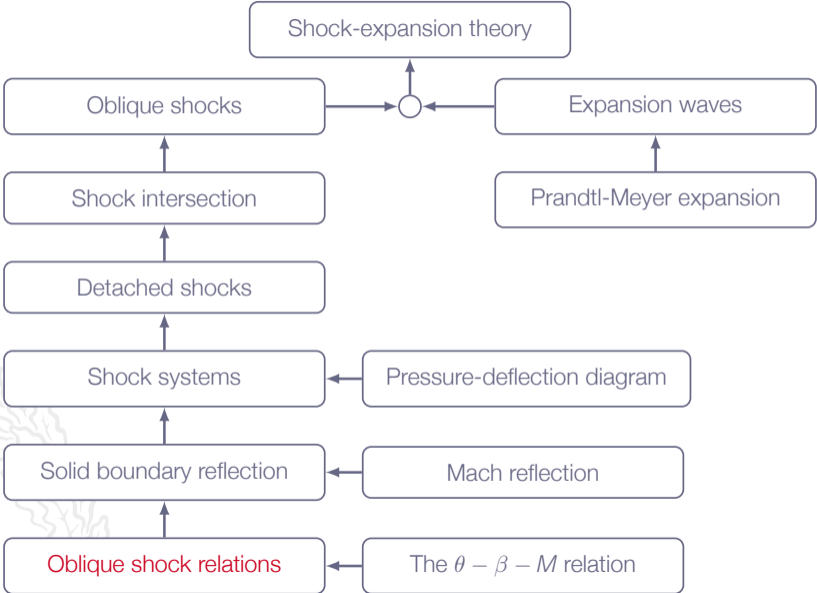 Shock-expansion theory
Oblique shocks
Expansion waves
Shock intersection
Prandtl-Meyer expansion
Detached shocks
Shock systems
Pressure-deflection diagram
Solid boundary reflection
Mach reflection
Oblique shock relations
The θ − β − M relation